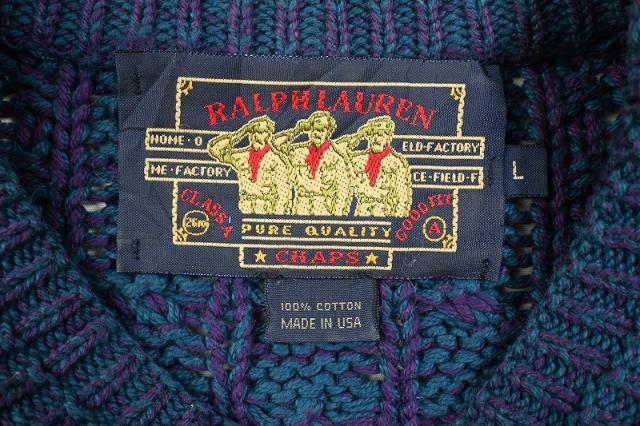 RALPH LAUREN
HOME·O
ELD-FACTORY
ME·FACTORY
CE-FIELD·F
CLASS·A
GOOD FIT
A
PURE QUALITY
★ CHAPS ★
L
100% COTTON
MADE IN USA